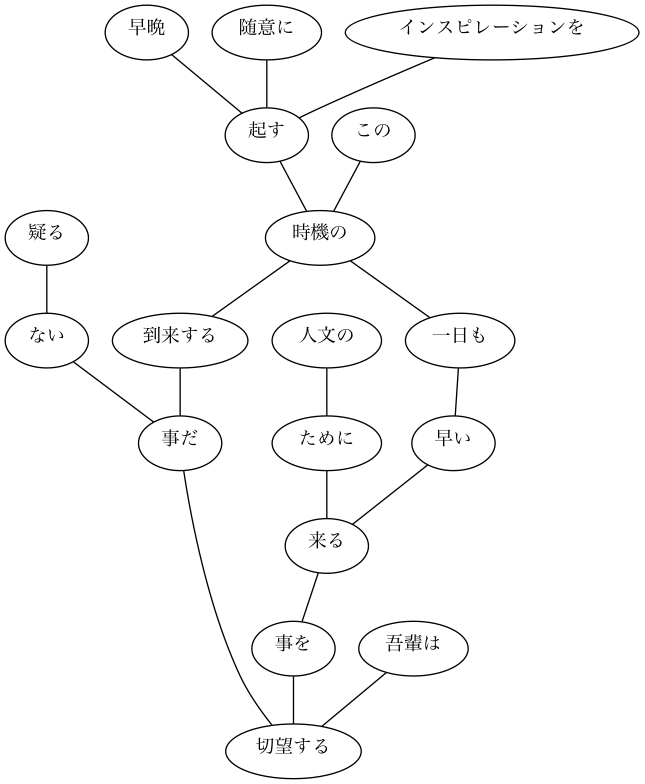 早晩
随意に
インスピレーションを
起す
この
疑る
時機の
ない
到来する
人文の
一日も
事だ
ために
早い
来る
事を
吾輩は
切望する